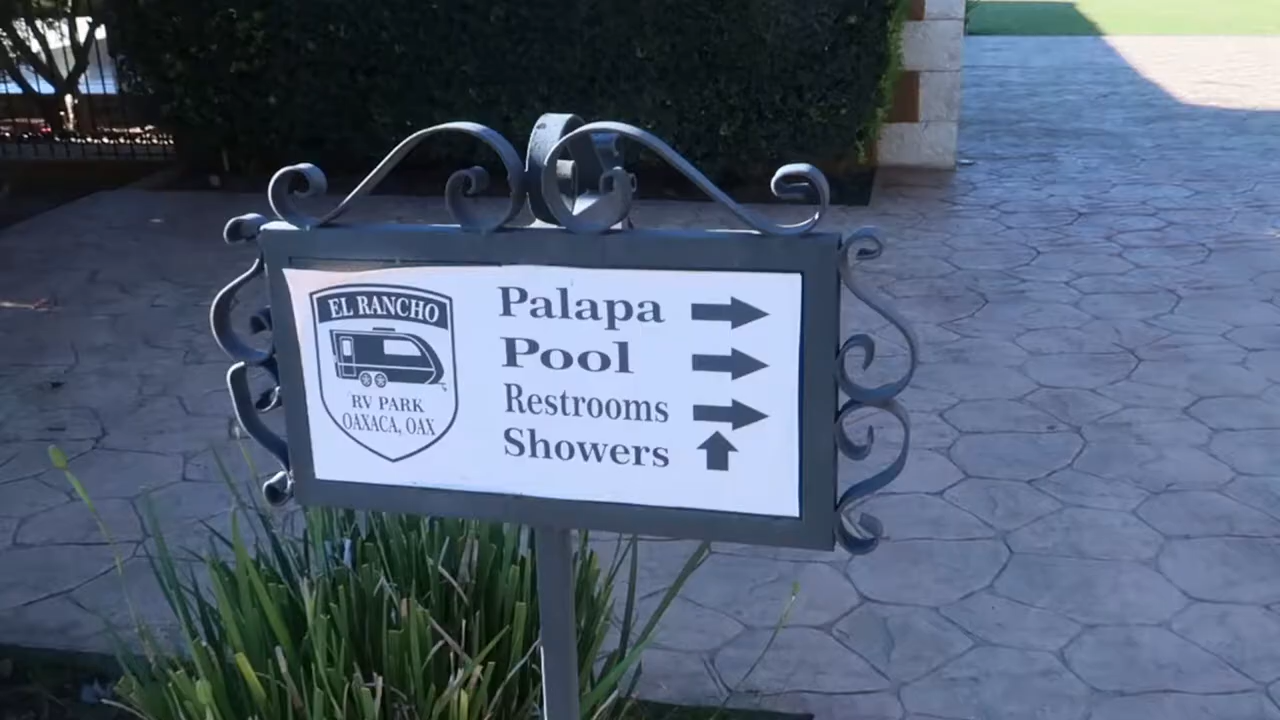 EL RANCHO
RV PARK
OAXACA, OAX
Palapa
Pool
Restrooms
Showers